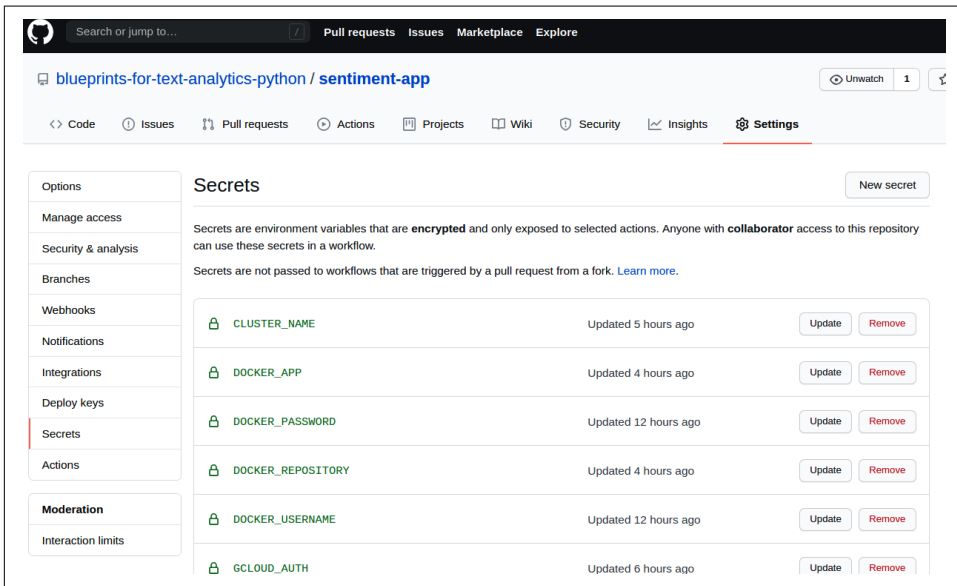 Search or jump to… / Pull requests Issues Marketplace Explore
blueprints-for-text-analytics-python / sentiment-app
Unwatch 1
<> Code Issues Pull requests Actions Projects Wiki Security Insights Settings
Options
Manage access
Security & analysis
Branches
Webhooks
Notifications
Integrations
Deploy keys
Secrets
Actions
Moderation
Interaction limits
Secrets New secret
Secrets are environment variables that are encrypted and only exposed to selected actions. Anyone with collaborator access to this repository
can use these secrets in a workflow.
Secrets are not passed to workflows that are triggered by a pull request from a fork. Learn more.
CLUSTER_NAME Updated 5 hours ago Update Remove
DOCKER_APP Updated 4 hours ago Update Remove
DOCKER_PASSWORD Updated 12 hours ago Update Remove
DOCKER_REPOSITORY Updated 4 hours ago Update Remove
DOCKER_USERNAME Updated 12 hours ago Update Remove
GCLOUD_AUTH Updated 6 hours ago Update Remove